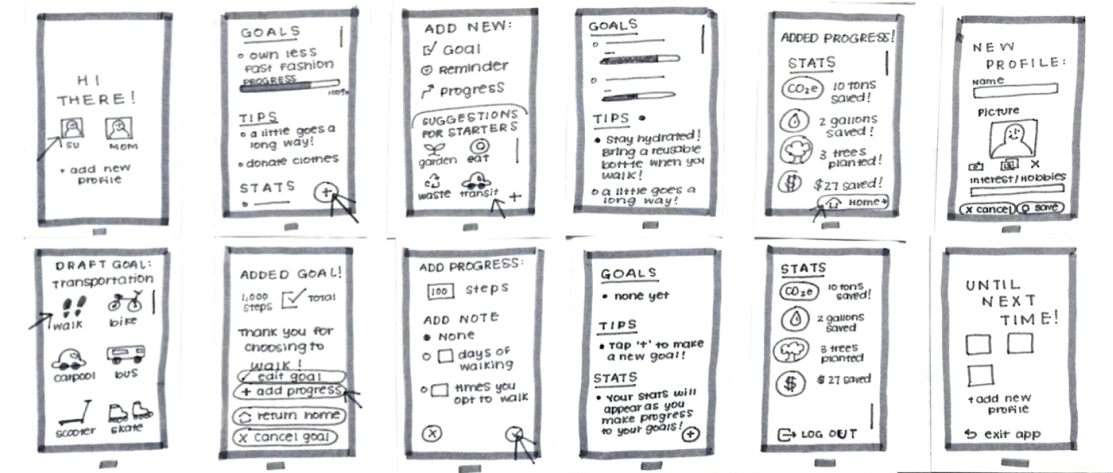 HI
THERE!
SU MOM
+ add new
profile
GOALS
own less
fast fashion
PROGRESS
100%
TIPS
a little goes a
long way!
donate clothes
STATS
+
ADD NEW:
Goal
Reminder
Progress
SUGGESTIONS
FOR STARTERS
garden eat
waste transit +
GOALS
TIPS
Stay hydrated!
Bring a reusable
bottle when you
walk!
a little goes a
long way!
ADDED PROGRESS!
STATS
CO₂e 10 tons
saved!
2 gallons
saved!
3 trees
planted!
$ $27 saved!
HOME
NEW
PROFILE:
Name
Picture
X
Interest/Hobbies
X cancel save
DRAFT GOAL:
Transportation
walk bike
carpool bus
scooter skate
ADDED GOAL!
1,000
steps TOTAL
Thank you for
choosing to
walk!
edit goal
+ add progress
return home
X cancel goal
ADD PROGRESS:
100 steps
ADD NOTE
None
days of
walking
times you
opt to walk
X
GOALS
none yet
TIPS
Tap '+' to make
a new goal!
STATS
Your stats will
appear as you
make progress
to your goals!
+
STATS
CO₂e 10 tons
saved!
2 gallons
saved
3 trees
planted
$ $27 saved
LOG OUT
UNTIL
NEXT
TIME!
+add new
profile
exit app